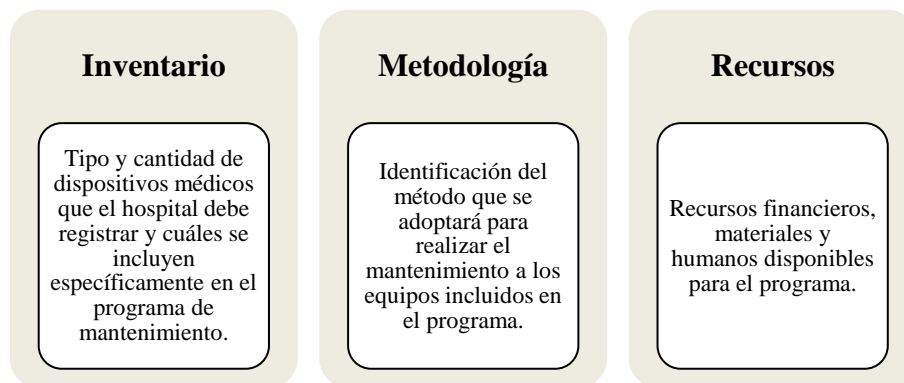 Inventario
Tipo y cantidad de
dispositivos médicos
que el hospital debe
registrar y cuáles se
incluyen
específicamente en el
programa de
mantenimiento.
Metodología
Identificación del
método que se
adoptará para
realizar el
mantenimiento a los
equipos incluidos en
el programa.
Recursos
Recursos financieros,
materiales y
humanos disponibles
para el programa.